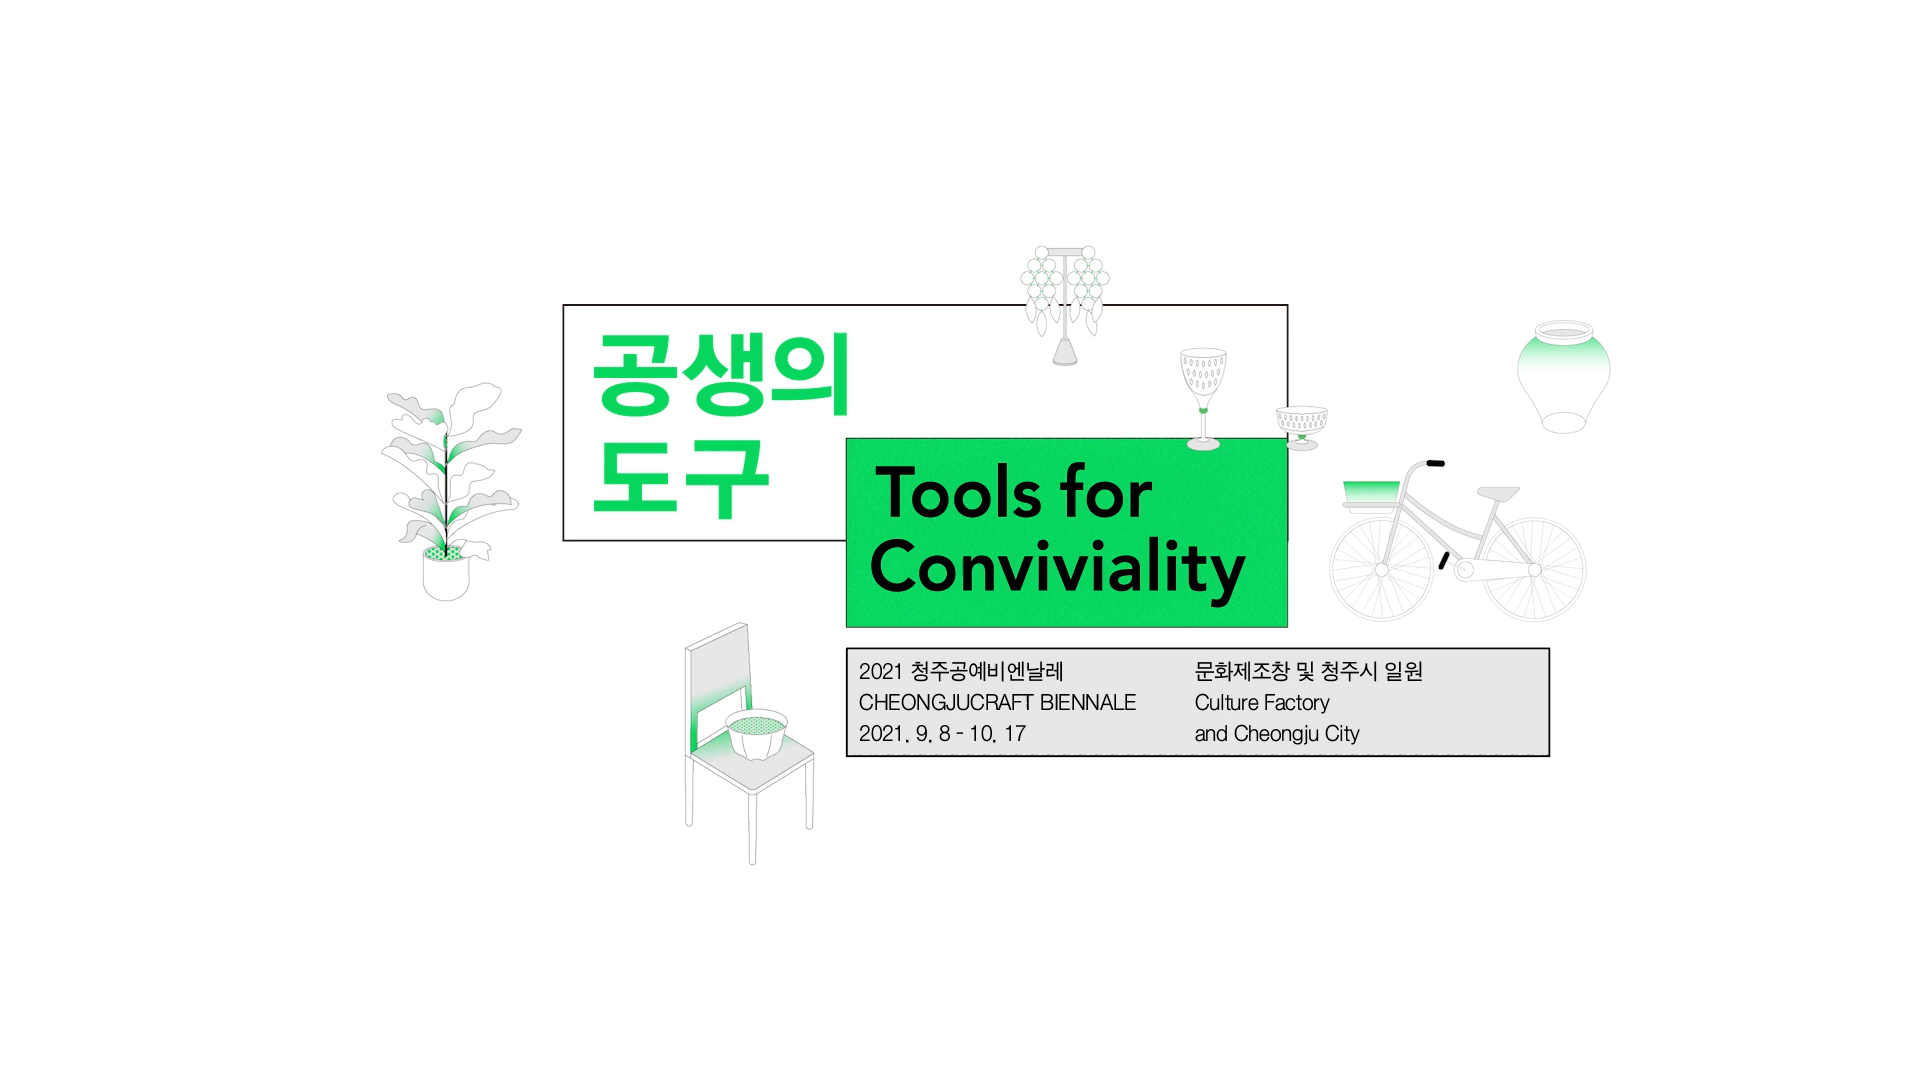 공생의
도구
Tools for
Conviviality
2021 청주공예비엔날레
CHEONGJUCRAFT BIENNALE
2021. 9. 8 - 10. 17
문화제조창 및 청주시 일원
Culture Factory
and Cheongju City